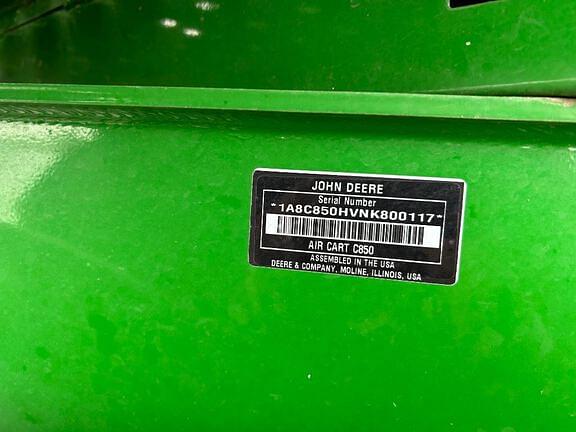 JOHN DEERE
Serial Number
*1A8C850HVNK800117*
AIR CART C850
ASSEMBLED IN THE USA
DEERE & COMPANY, MOLINE, ILLINOIS, USA